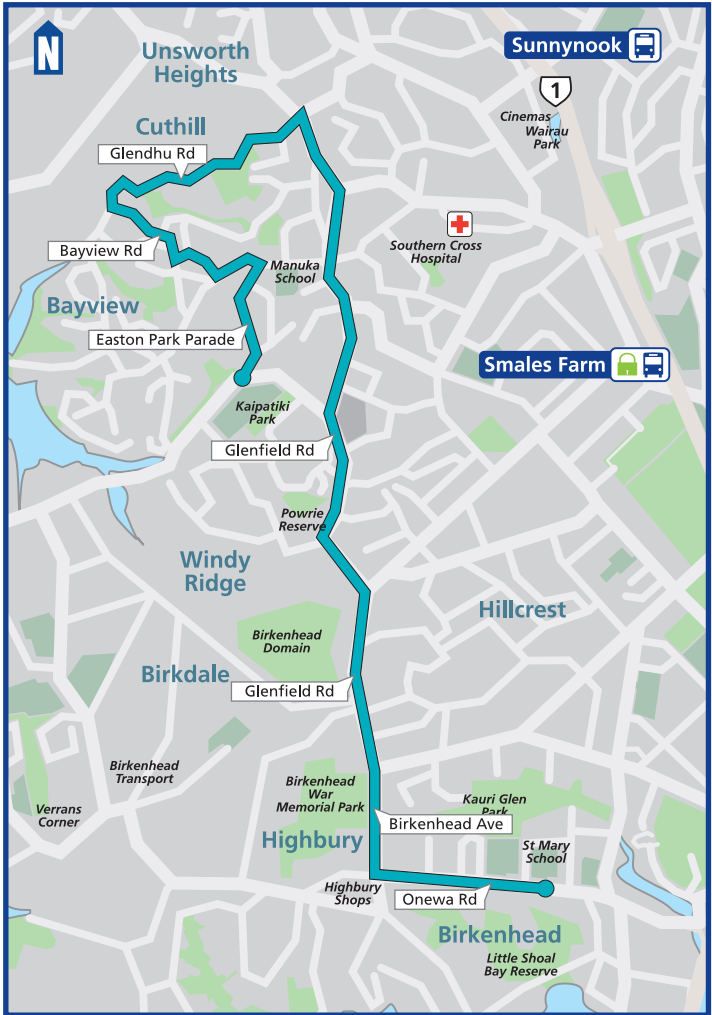 N
Unsworth
Heights
Sunnynook
1
Cinemas
Wairau
Park
Cuthill
Glendhu Rd
Southern Cross
Hospital
Bayview Rd
Manuka
School
Bayview
Easton Park Parade
Smales Farm
Kaipatiki
Park
Glenfield Rd
Powrie
Reserve
Windy
Ridge
Hillcrest
Birkenhead
Domain
Birkdale
Glenfield Rd
Birkenhead
Transport
Birkenhead
War
Memorial Park
Kauri Glen
Park
Verrans
Corner
Birkenhead Ave
Highbury
St Mary
School
Highbury
Shops
Onewa Rd
Birkenhead
Little Shoal
Bay Reserve